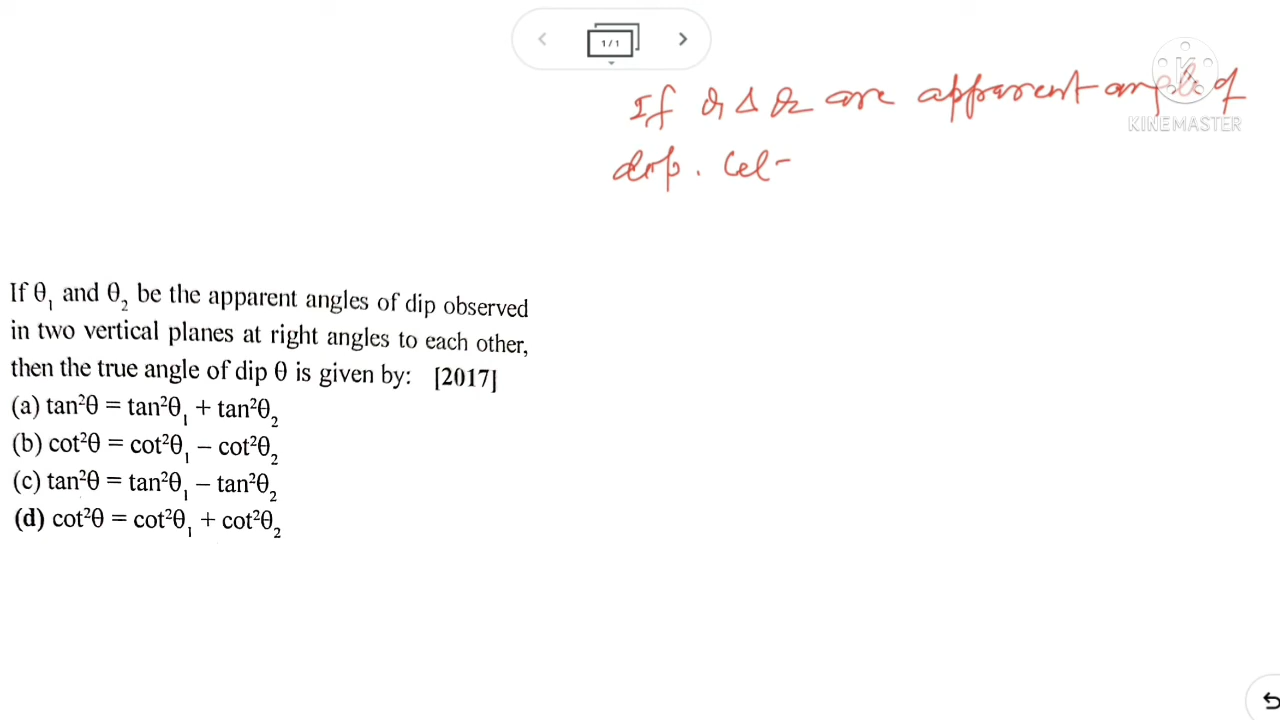 1/1
If θ1 & θ2 are apparent angle of
dip. Let
KINEMASTER
If θ₁ and θ₂ be the apparent angles of dip observed
in two vertical planes at right angles to each other,
then the true angle of dip θ is given by: [2017]
(a) tan²θ = tan²θ₁ + tan²θ₂
(b) cot²θ = cot²θ₁ – cot²θ₂
(c) tan²θ = tan²θ₁ – tan²θ₂
(d) cot²θ = cot²θ₁ + cot²θ₂